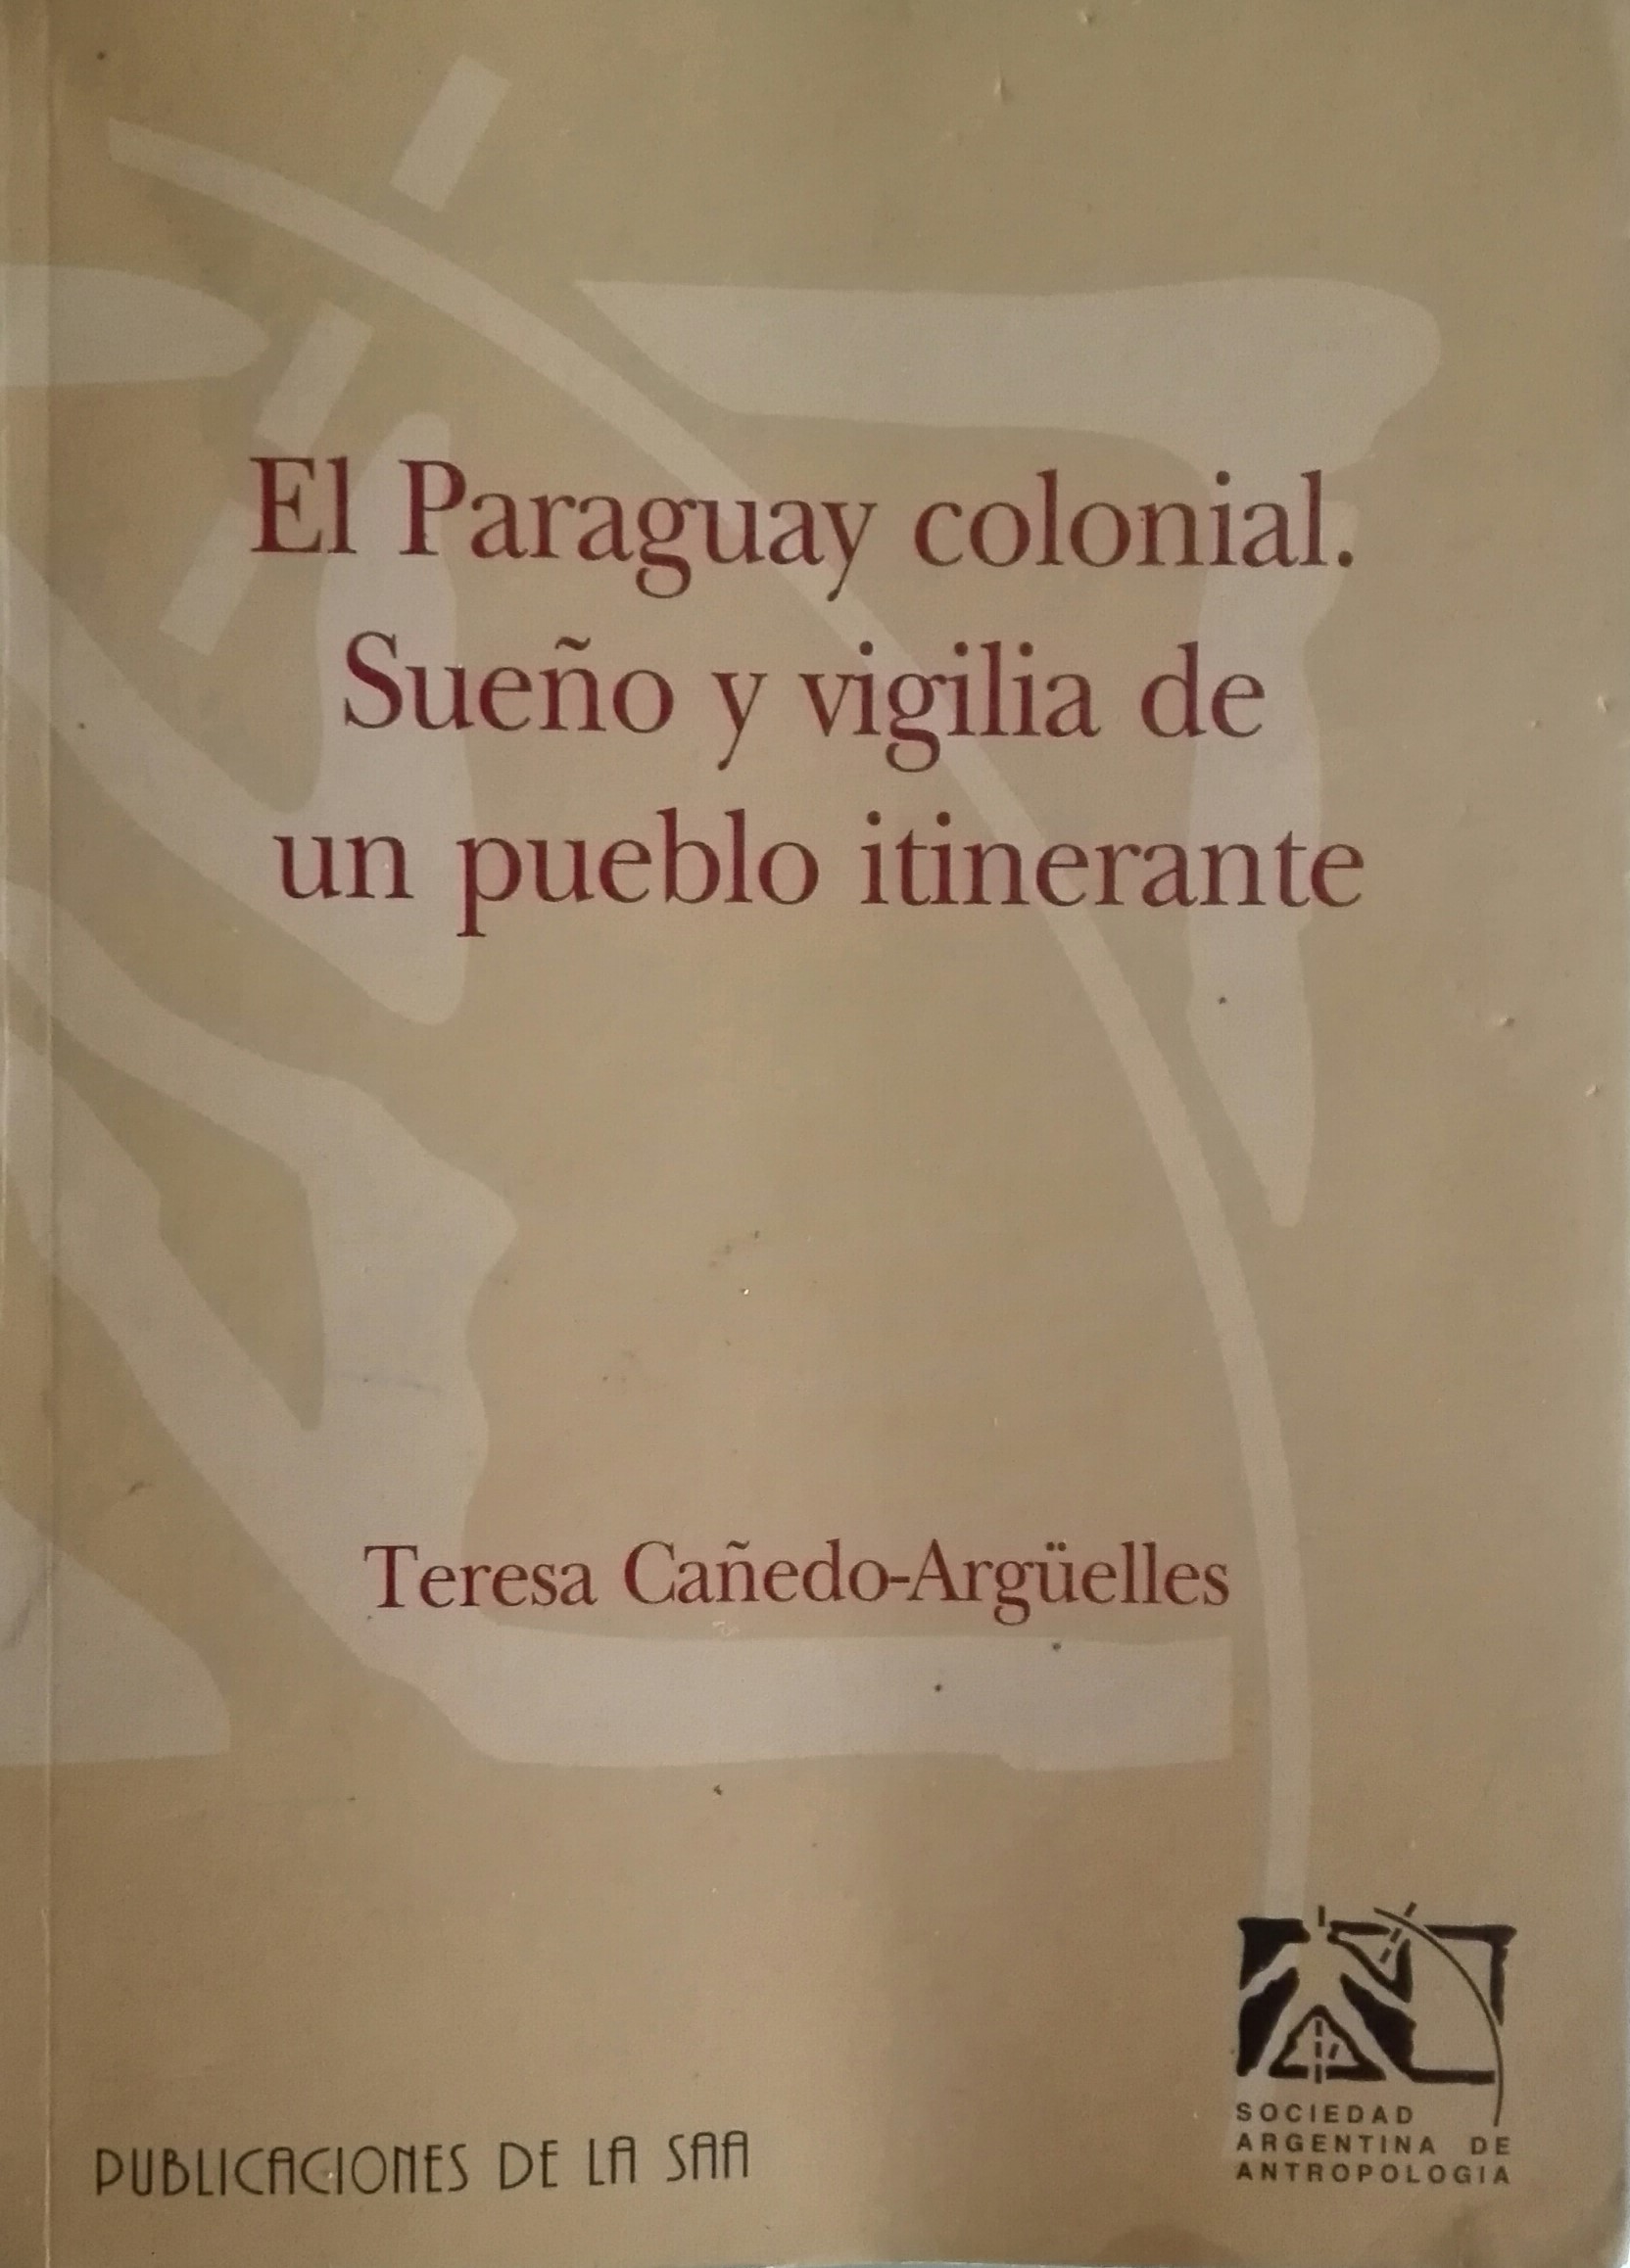 El Paraguay colonial.
Sueño y vigilia de
un pueblo itinerante
Teresa Cañedo-Argüelles
PUBLICACIONES DE LA SAA
SOCIEDAD
ARGENTINA DE
ANTROPOLOGIA